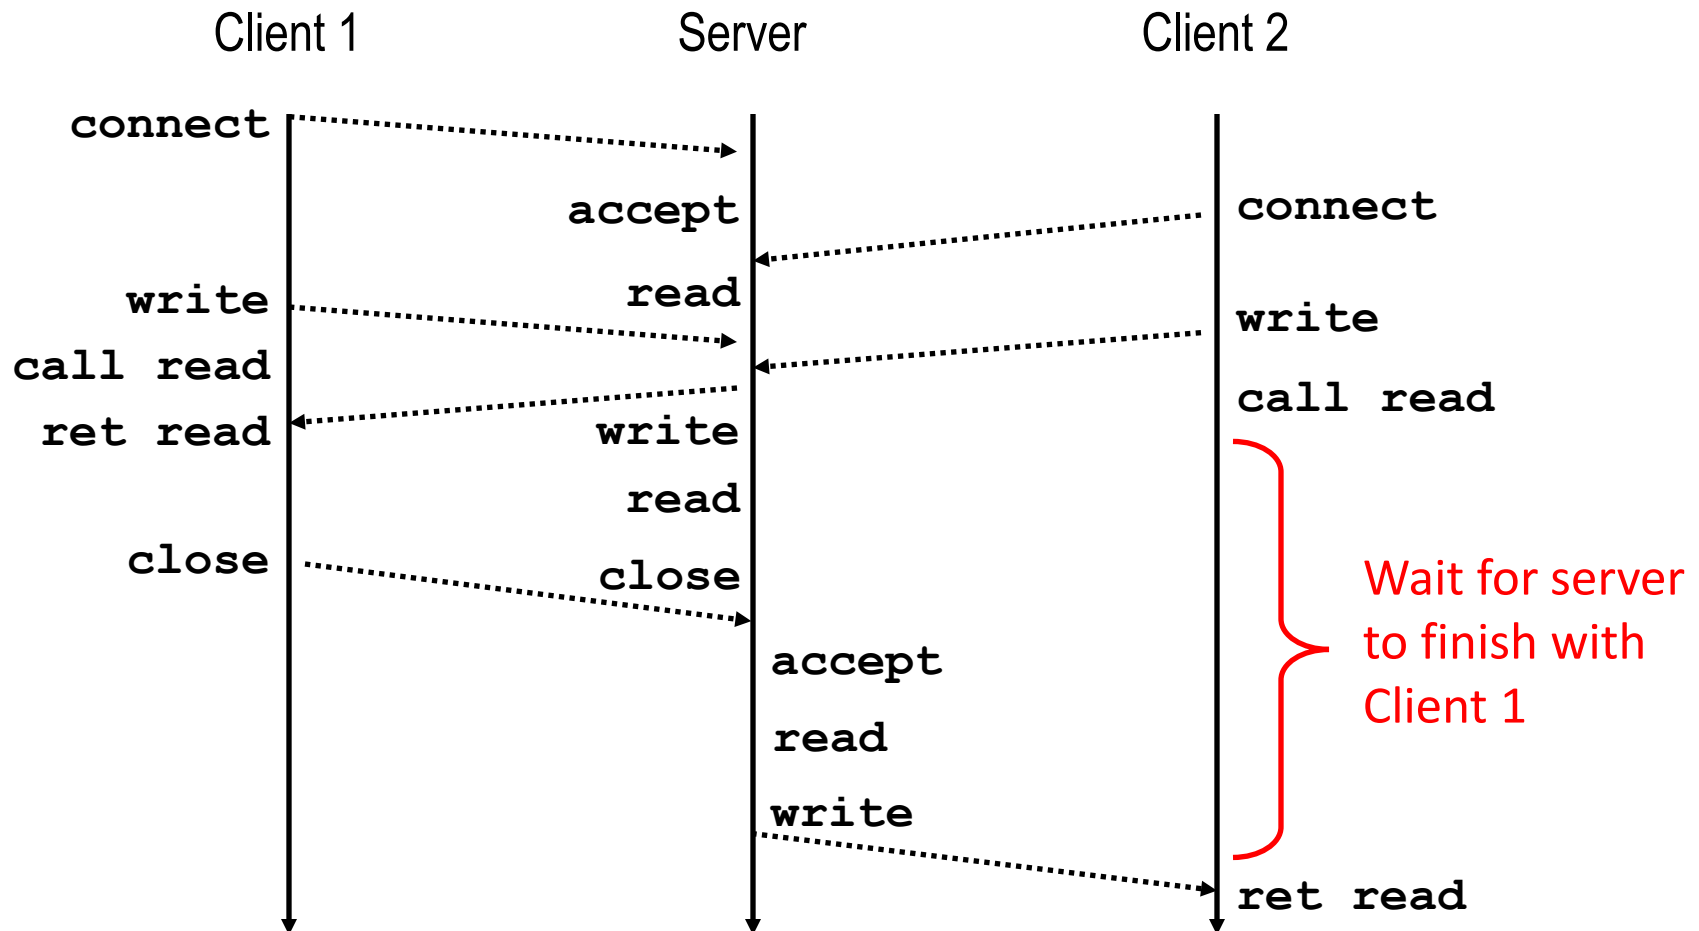 Client 1
Server
Client 2
connect
accept
connect
write
read
write
call read
call read
ret read
write
read
close
close
Wait for server
to finish with
Client 1
accept
read
write
ret read